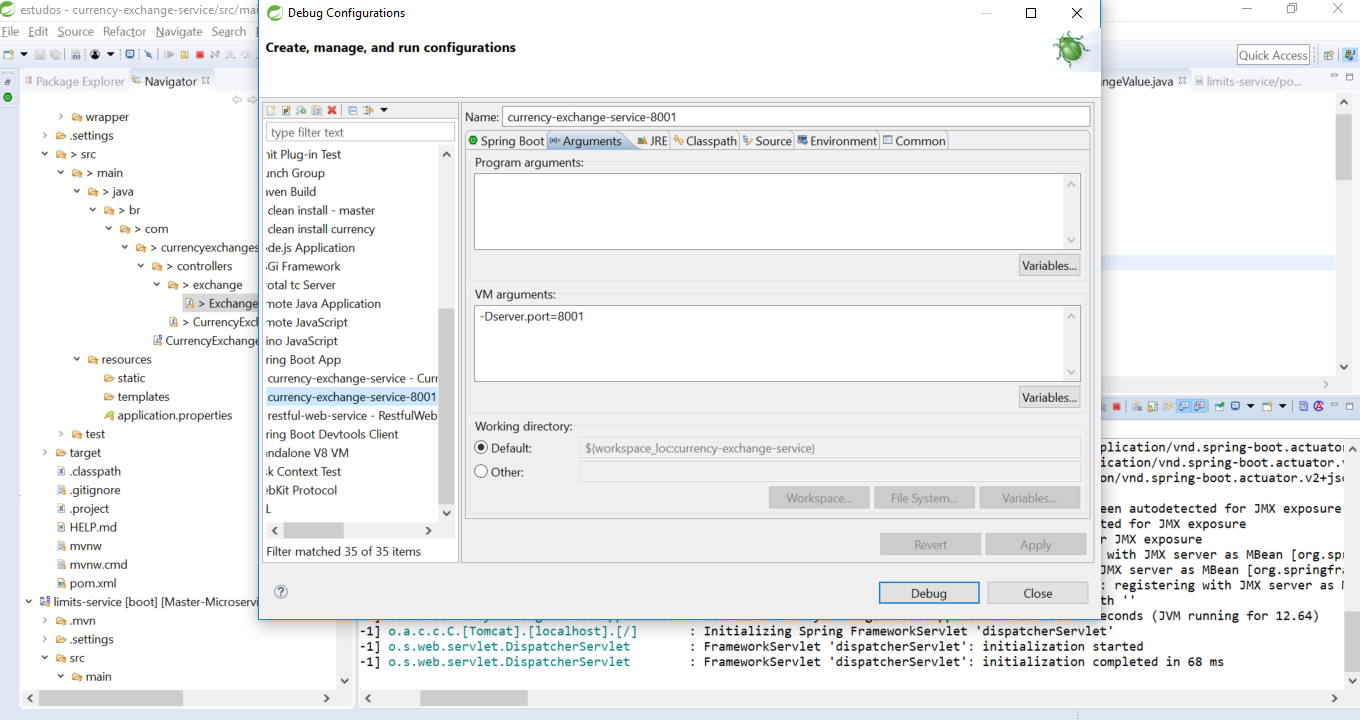 estudos - currency-exchange-service/src/mai
File Edit Source Refactor Navigate Search
Quick Access
Package Explorer
Navigator
wrapper
.settings
> src
> main
> java
> br
> com
> currencyexchanges
> controllers
> exchange
> Exchange
> CurrencyExch
CurrencyExchange
resources
static
templates
application.properties
test
target
.classpath
.gitignore
.project
HELP.md
mvnw
mvnw.cmd
pom.xml
limits-service [boot] [Master-Microservi
.mvn
.settings
src
main
Debug Configurations
Create, manage, and run configurations
type filter text
nit Plug-in Test
unch Group
aven Build
clean install - master
clean install currency
ode.js Application
Gi Framework
otal tc Server
mote Java Application
mote JavaScript
ino JavaScript
ring Boot App
currency-exchange-service - Curr
currency-exchange-service-8001
restful-web-service - RestfulWeb
ring Boot Devtools Client
andalone V8 VM
sk Context Test
ebKit Protocol
L
Filter matched 35 of 35 items
Name: currency-exchange-service-8001
Spring Boot
(x)= Arguments
JRE
Classpath
Source
Environment
Common
Program arguments:
Variables...
VM arguments:
-Dserver.port=8001
Variables...
Working directory:
Default: ${workspace_loc:currency-exchange-service}
Other:
Workspace... File System... Variables...
Revert Apply
Debug Close
ngeValue.java
limits-service/po...
plication/vnd.spring-boot.actuator
ication/vnd.spring-boot.actuator.v
on/vnd.spring-boot.actuator.v2+jso
een autodetected for JMX exposure
ted for JMX exposure
r JMX exposure
with JMX server as MBean [org.spr
JMX server as MBean [org.springfra
: registering with JMX server as M
th ''
econds (JVM running for 12.64)
-1] o.a.c.c.C.[Tomcat].[localhost].[/] : Initializing Spring FrameworkServlet 'dispatcherServlet'
-1] o.s.web.servlet.DispatcherServlet : FrameworkServlet 'dispatcherServlet': initialization started
-1] o.s.web.servlet.DispatcherServlet : FrameworkServlet 'dispatcherServlet': initialization completed in 68 ms